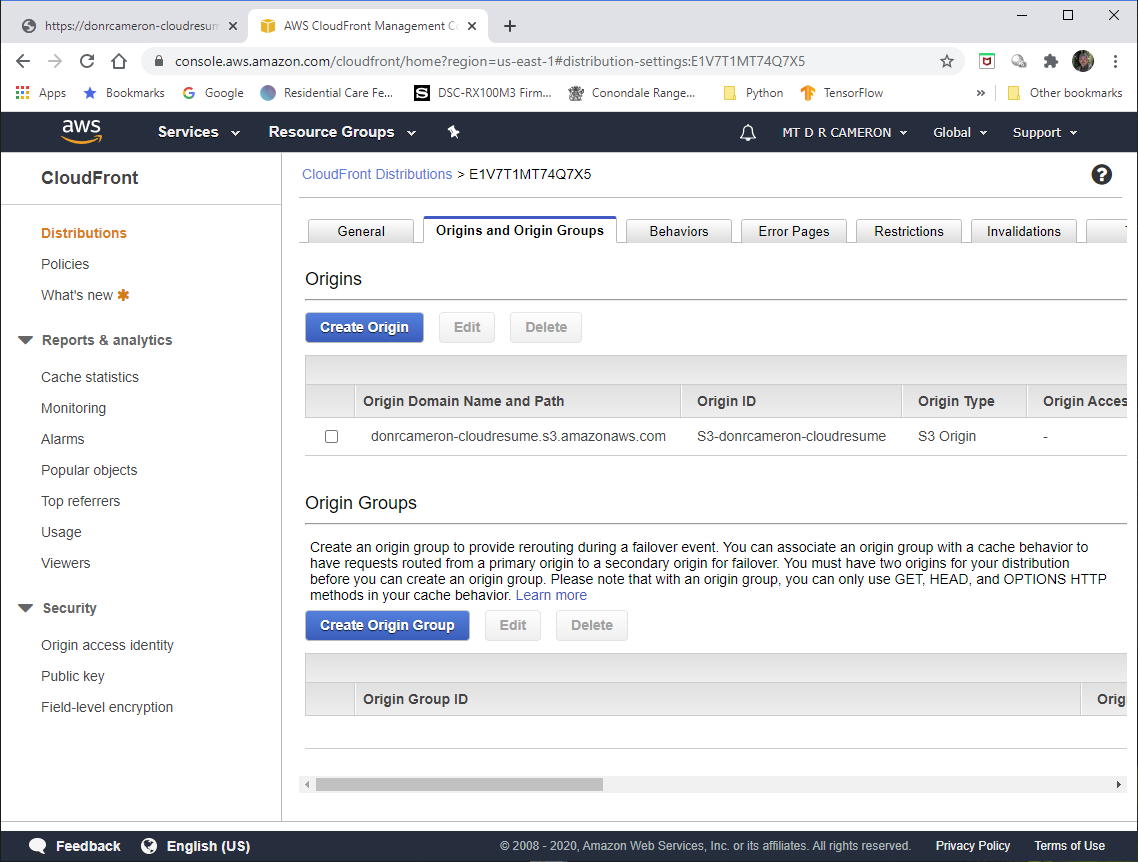 https://donrcameron-cloudresum
AWS CloudFront Management Co
console.aws.amazon.com/cloudfront/home?region=us-east-1#distribution-settings:E1V7T1MT74Q7X5
Apps Bookmarks Google Residential Care Fe... DSC-RX100M3 Firm... Conondale Range... Python TensorFlow » Other bookmarks
aws Services Resource Groups MT D R CAMERON Global Support
CloudFront
Distributions
Policies
What's new
Reports & analytics
Cache statistics
Monitoring
Alarms
Popular objects
Top referrers
Usage
Viewers
Security
Origin access identity
Public key
Field-level encryption
CloudFront Distributions > E1V7T1MT74Q7X5
General Origins and Origin Groups Behaviors Error Pages Restrictions Invalidations
Origins
Create Origin Edit Delete
Origin Domain Name and Path Origin ID Origin Type Origin Acces
donrcameron-cloudresume.s3.amazonaws.com S3-donrcameron-cloudresume S3 Origin -
Origin Groups
Create an origin group to provide rerouting during a failover event. You can associate an origin group with a cache behavior to
have requests routed from a primary origin to a secondary origin for failover. You must have two origins for your distribution
before you can create an origin group. Please note that with an origin group, you can only use GET, HEAD, and OPTIONS HTTP
methods in your cache behavior. Learn more
Create Origin Group Edit Delete
Origin Group ID Orig
Feedback English (US) © 2008 - 2020, Amazon Web Services, Inc. or its affiliates. All rights reserved. Privacy Policy Terms of Use